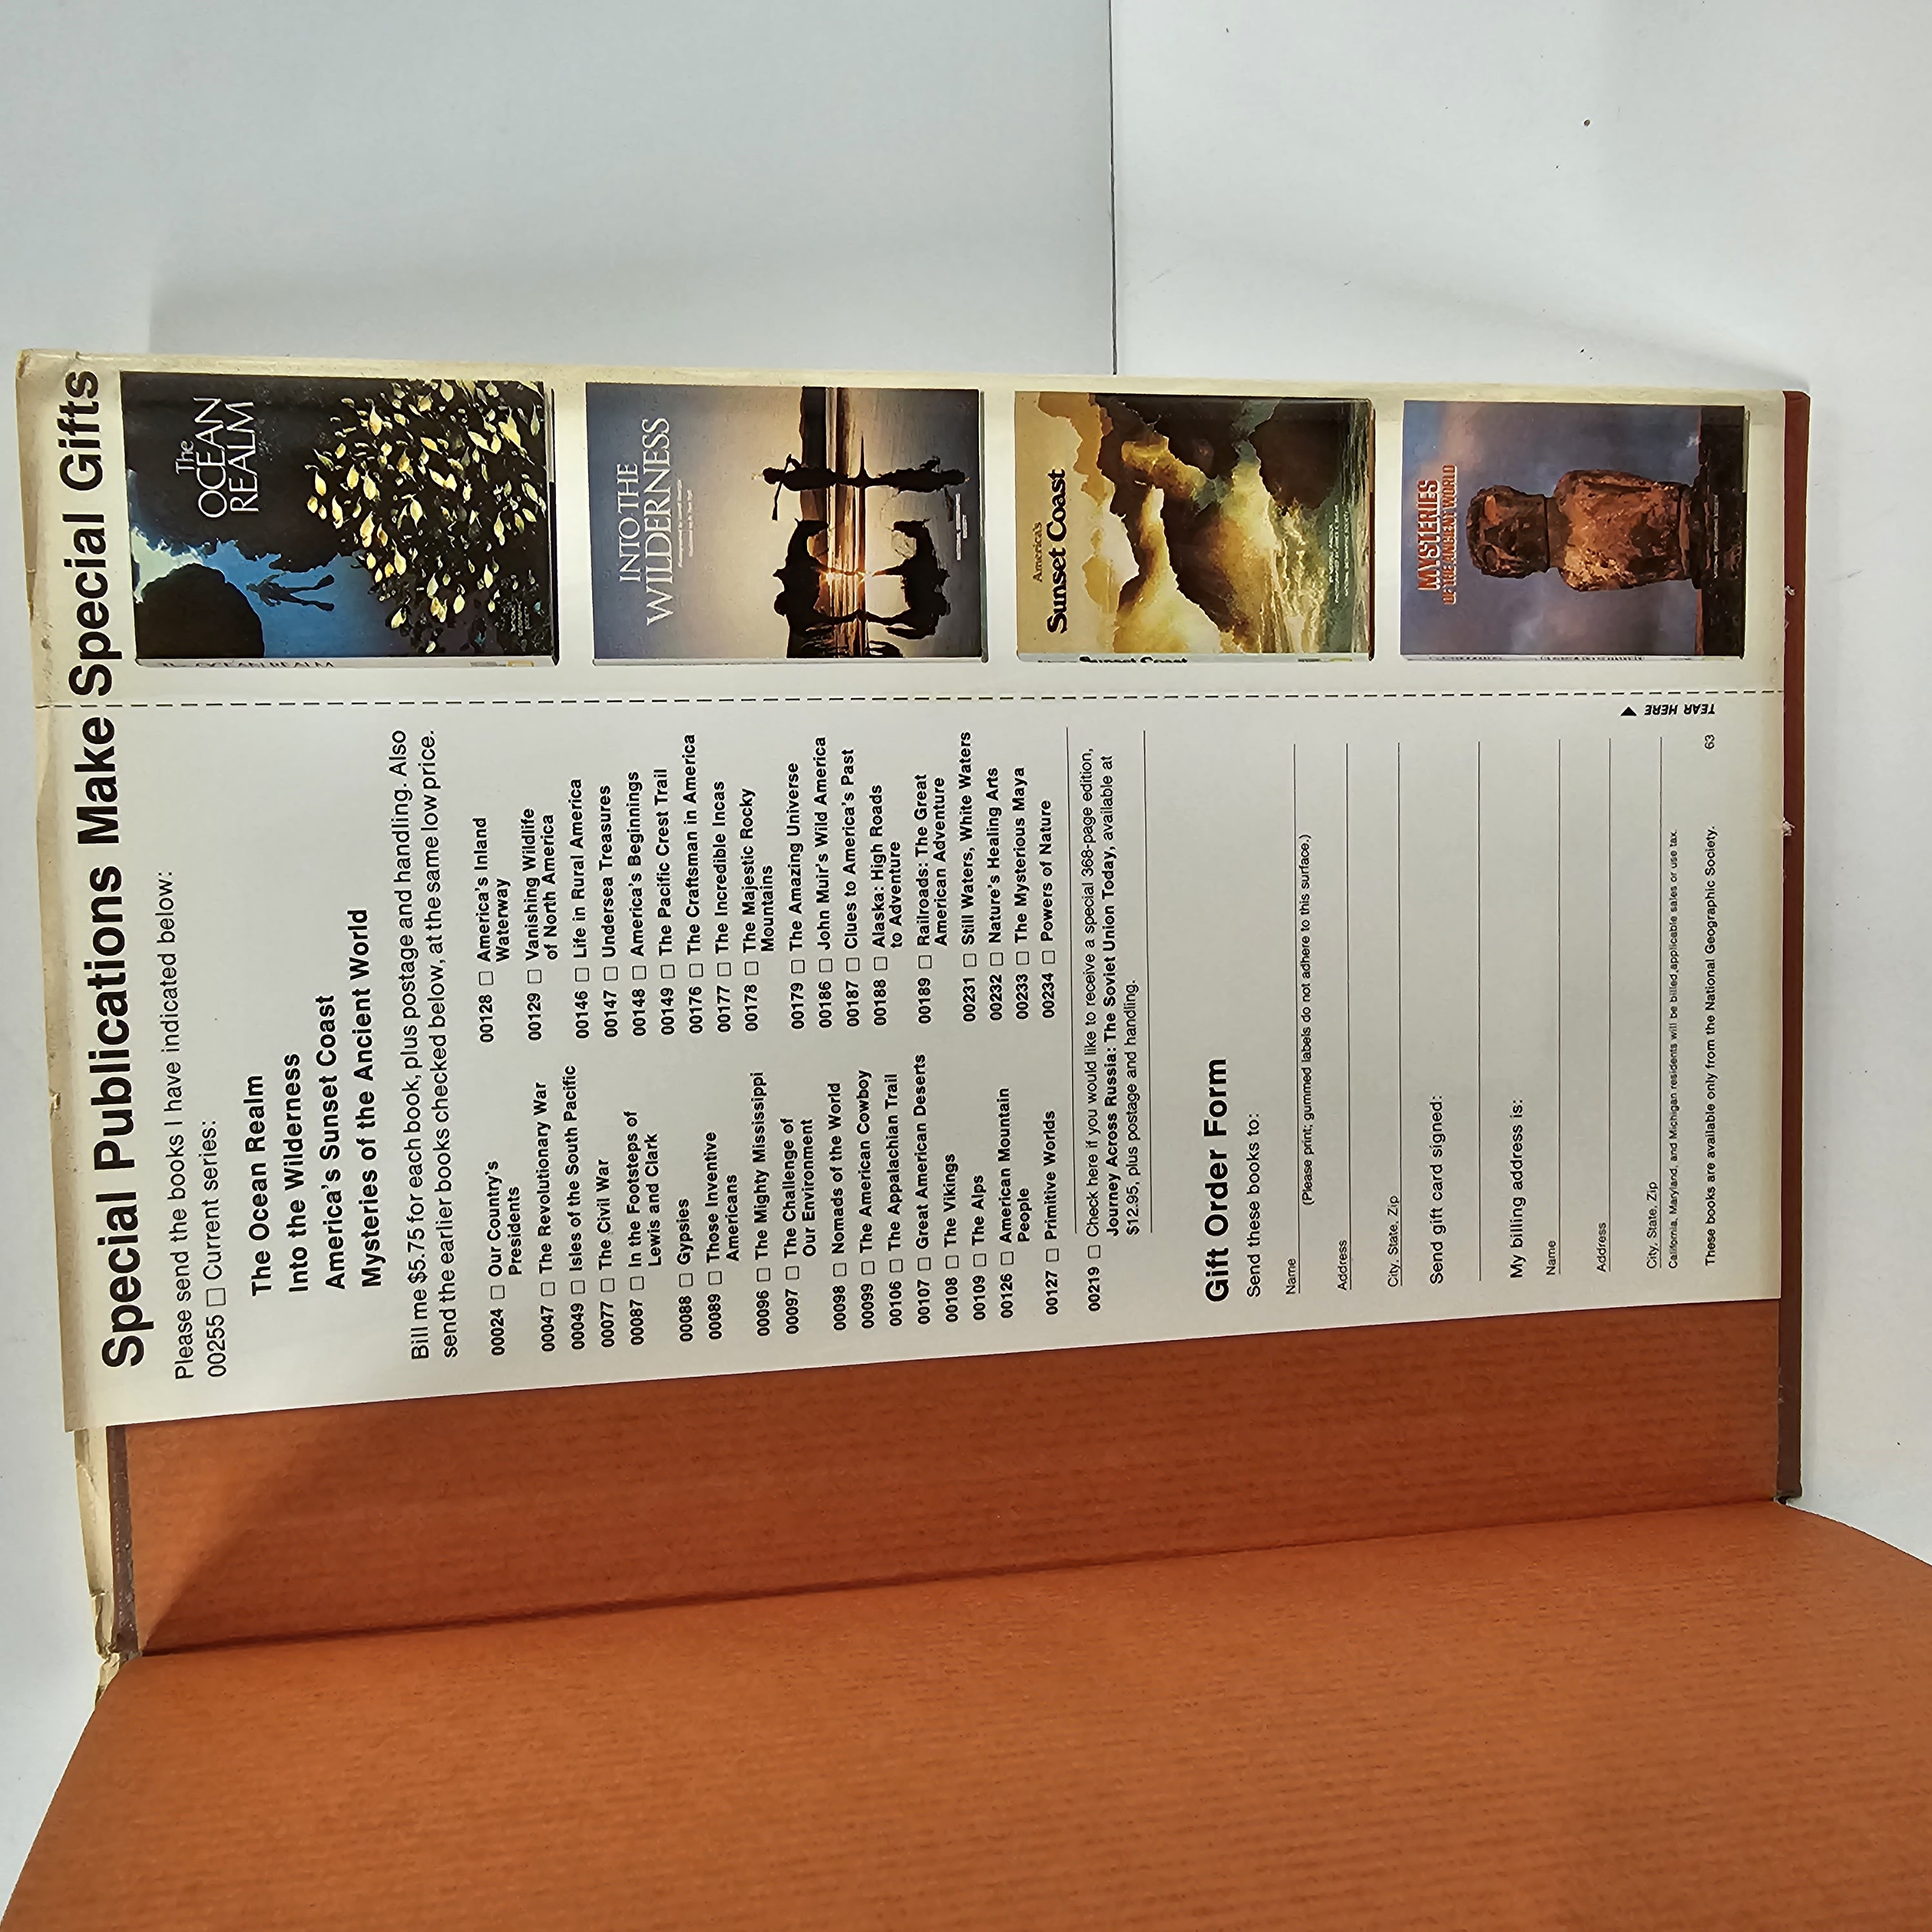 Special Publications Make Special Gifts
Please send the books I have indicated below:
00255 □ Current series:
The Ocean Realm
Into the Wilderness
America's Sunset Coast
Mysteries of the Ancient World
Bill me $5.75 for each book, plus postage and handling. Also
send the earlier books checked below, at the same low price.
00024 □ Our Country's
Presidents
00047 □ The Revolutionary War
00049 □ Isles of the South Pacific
00077 □ The Civil War
00087 □ In the Footsteps of
Lewis and Clark
00088 □ Gypsies
00089 □ Those Inventive
Americans
00096 □ The Mighty Mississippi
00097 □ The Challenge of
Our Environment
00098 □ Nomads of the World
00099 □ The American Cowboy
00106 □ The Appalachian Trail
00107 □ Great American Deserts
00108 □ The Vikings
00109 □ The Alps
00126 □ American Mountain
People
00127 □ Primitive Worlds
00128 □ America's Inland
Waterway
00129 □ Vanishing Wildlife
of North America
00146 □ Life in Rural America
00147 □ Undersea Treasures
00148 □ America's Beginnings
00149 □ The Pacific Crest Trail
00176 □ The Craftsman in America
00177 □ The Incredible Incas
00178 □ The Majestic Rocky
Mountains
00179 □ The Amazing Universe
00186 □ John Muir's Wild America
00187 □ Clues to America's Past
00188 □ Alaska: High Roads
to Adventure
00189 □ Railroads: The Great
American Adventure
00231 □ Still Waters, White Waters
00232 □ Nature's Healing Arts
00233 □ The Mysterious Maya
00234 □ Powers of Nature
00219 □ Check here if you would like to receive a special 368-page edition,
Journey Across Russia: The Soviet Union Today, available at
$12.95, plus postage and handling.
Gift Order Form
Send these books to:
Name
(Please print; gummed labels do not adhere to this surface.)
Address
City, State, Zip
Send gift card signed:
My billing address is:
Name
Address
City, State, Zip
California, Maryland, and Michigan residents will be billed applicable sales or use tax.
These books are available only from the National Geographic Society. 63
TEAR HERE
The
OCEAN
REALM
NATIONAL
GEOGRAPHIC
SOCIETY
INTO THE
WILDERNESS
NATIONAL GEOGRAPHIC
SOCIETY
America's
Sunset Coast
Sunset Coast
NATIONAL GEOGRAPHIC SOCIETY
MYSTERIES
OF THE ANCIENT WORLD
NATIONAL GEOGRAPHIC SOCIETY